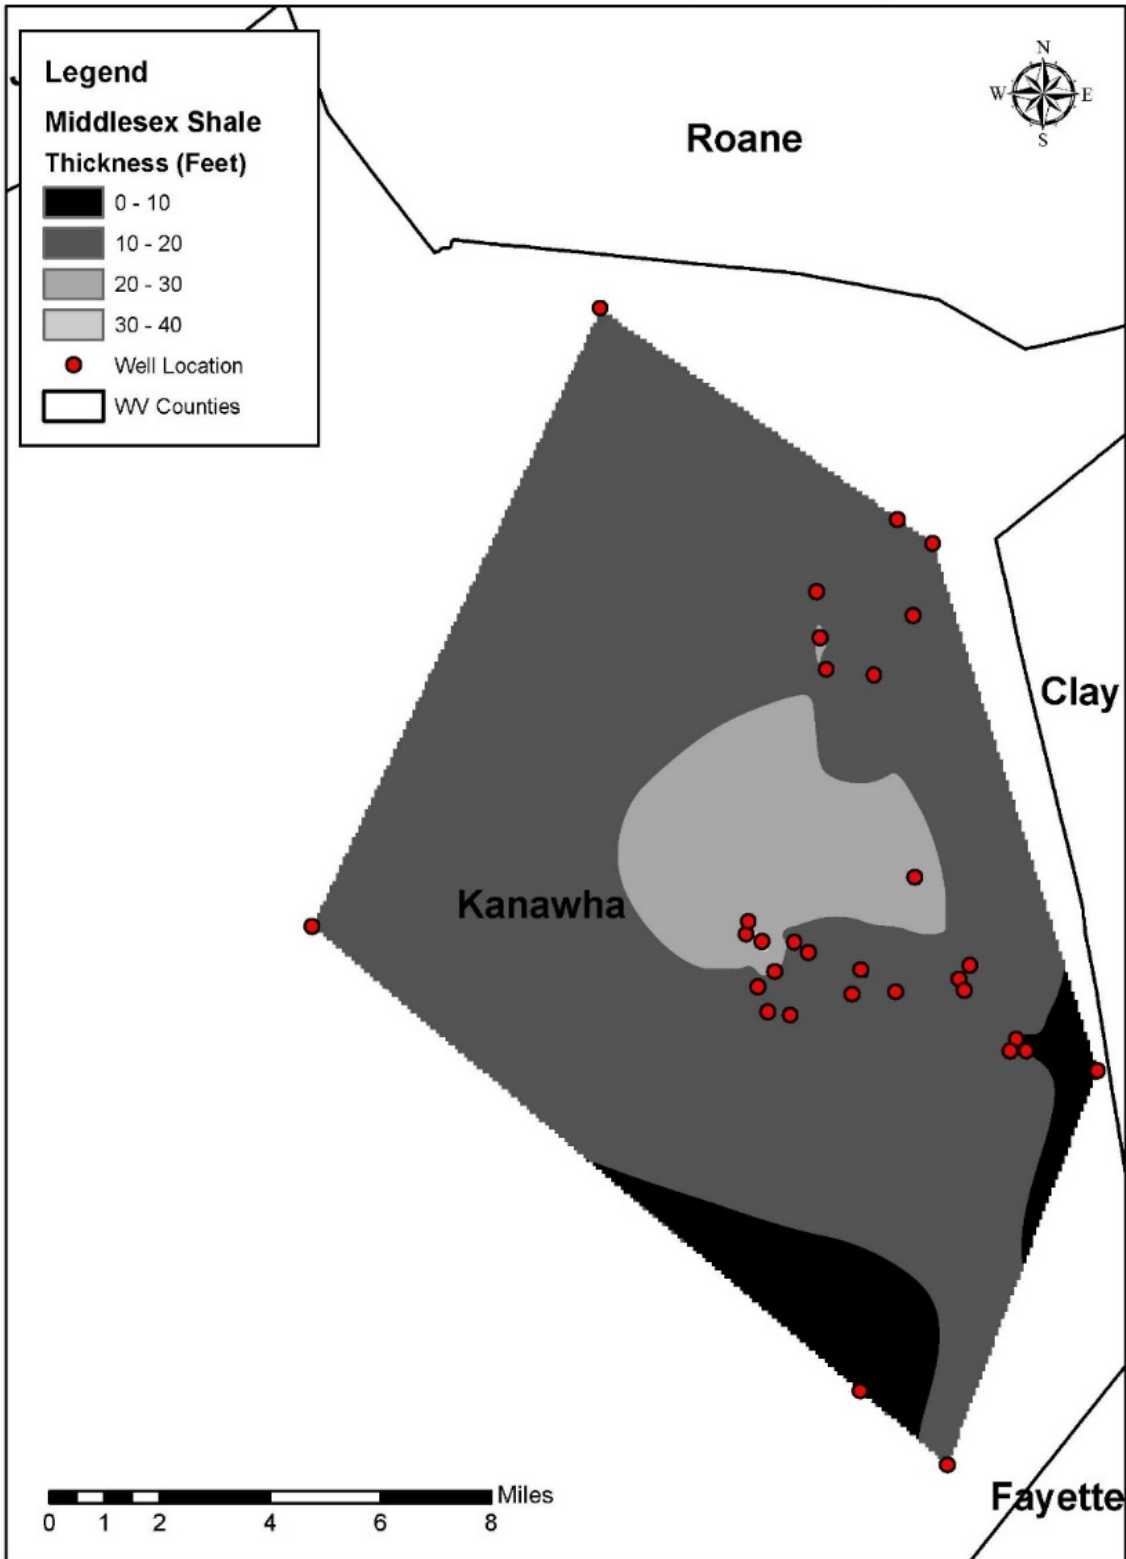 Legend
Middlesex Shale
Thickness (Feet)
0 - 10
10 - 20
20 - 30
30 - 40
Well Location
WV Counties
N
W
E
S
Roane
Clay
Kanawha
Fayette
Miles
0 1 2 4 6 8